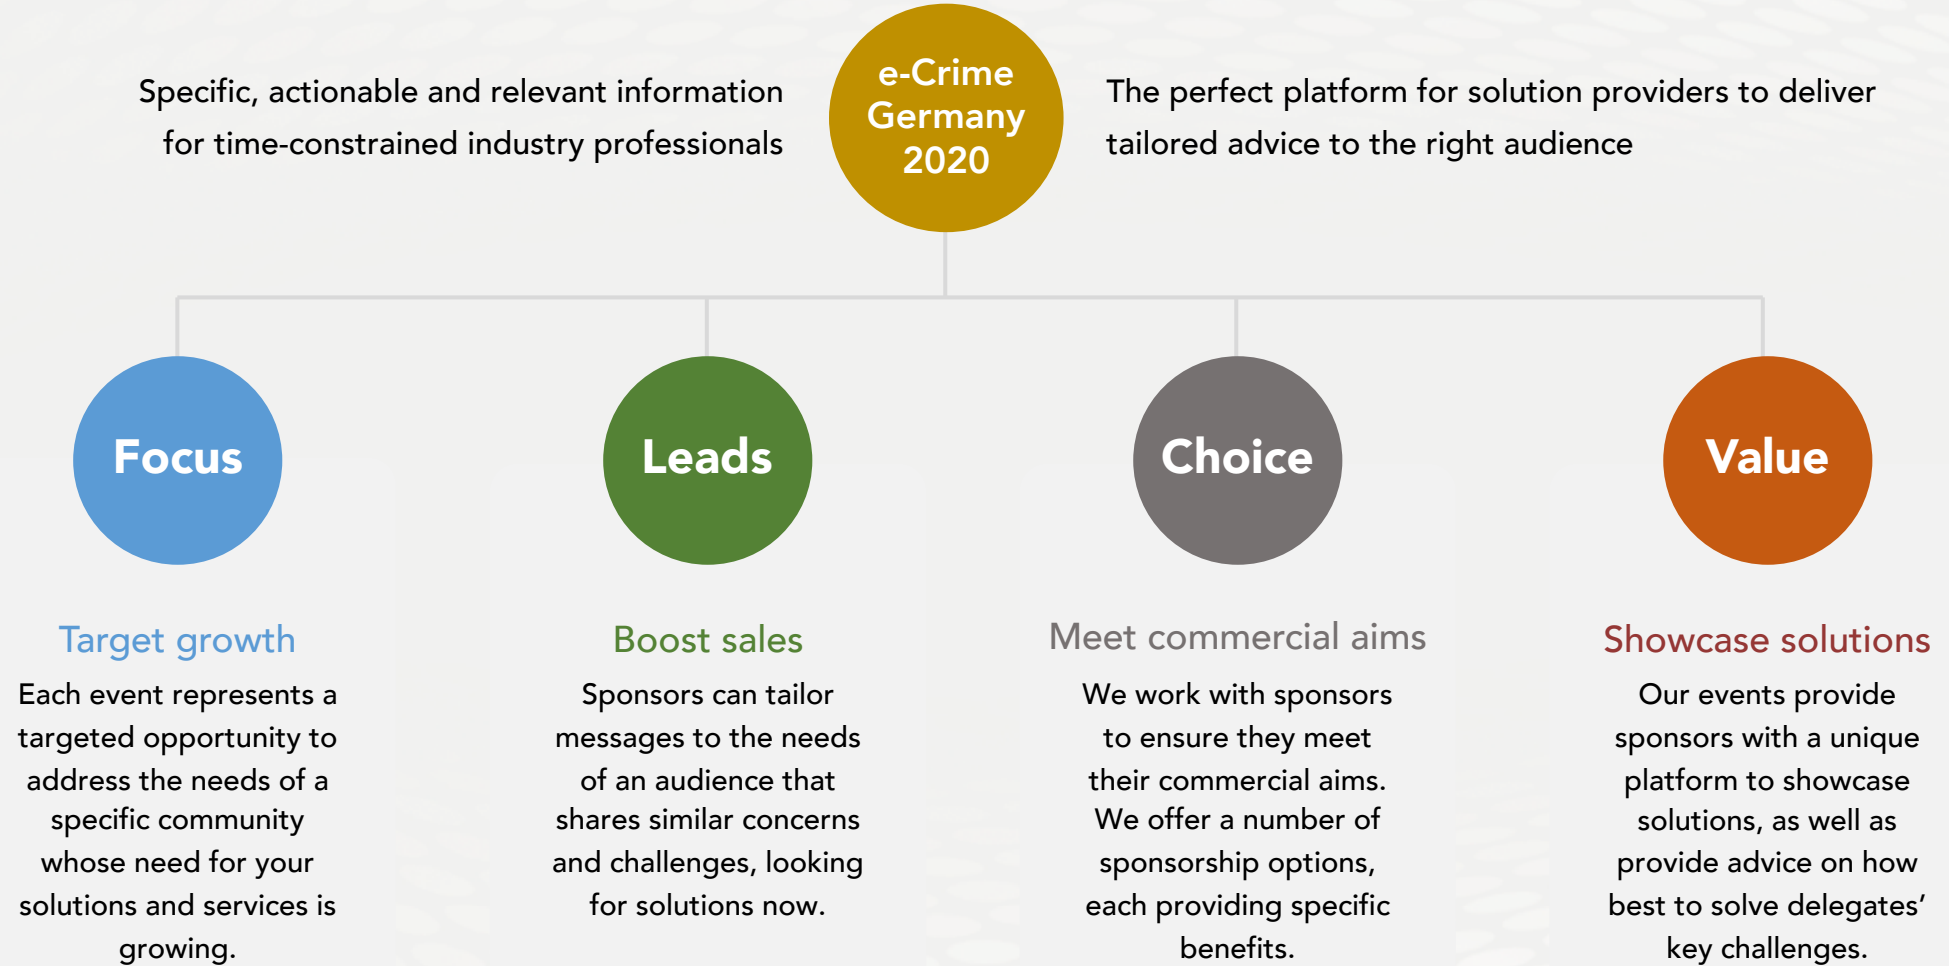 Specific, actionable and relevant information
for time-constrained industry professionals
e-Crime
Germany
2020
The perfect platform for solution providers to deliver
tailored advice to the right audience
Focus
Target growth
Each event represents a
targeted opportunity to
address the needs of a
specific community
whose need for your
solutions and services is
growing.
Leads
Boost sales
Sponsors can tailor
messages to the needs
of an audience that
shares similar concerns
and challenges, looking
for solutions now.
Choice
Meet commercial aims
We work with sponsors
to ensure they meet
their commercial aims.
We offer a number of
sponsorship options,
each providing specific
benefits.
Value
Showcase solutions
Our events provide
sponsors with a unique
platform to showcase
solutions, as well as
provide advice on how
best to solve delegates’
key challenges.